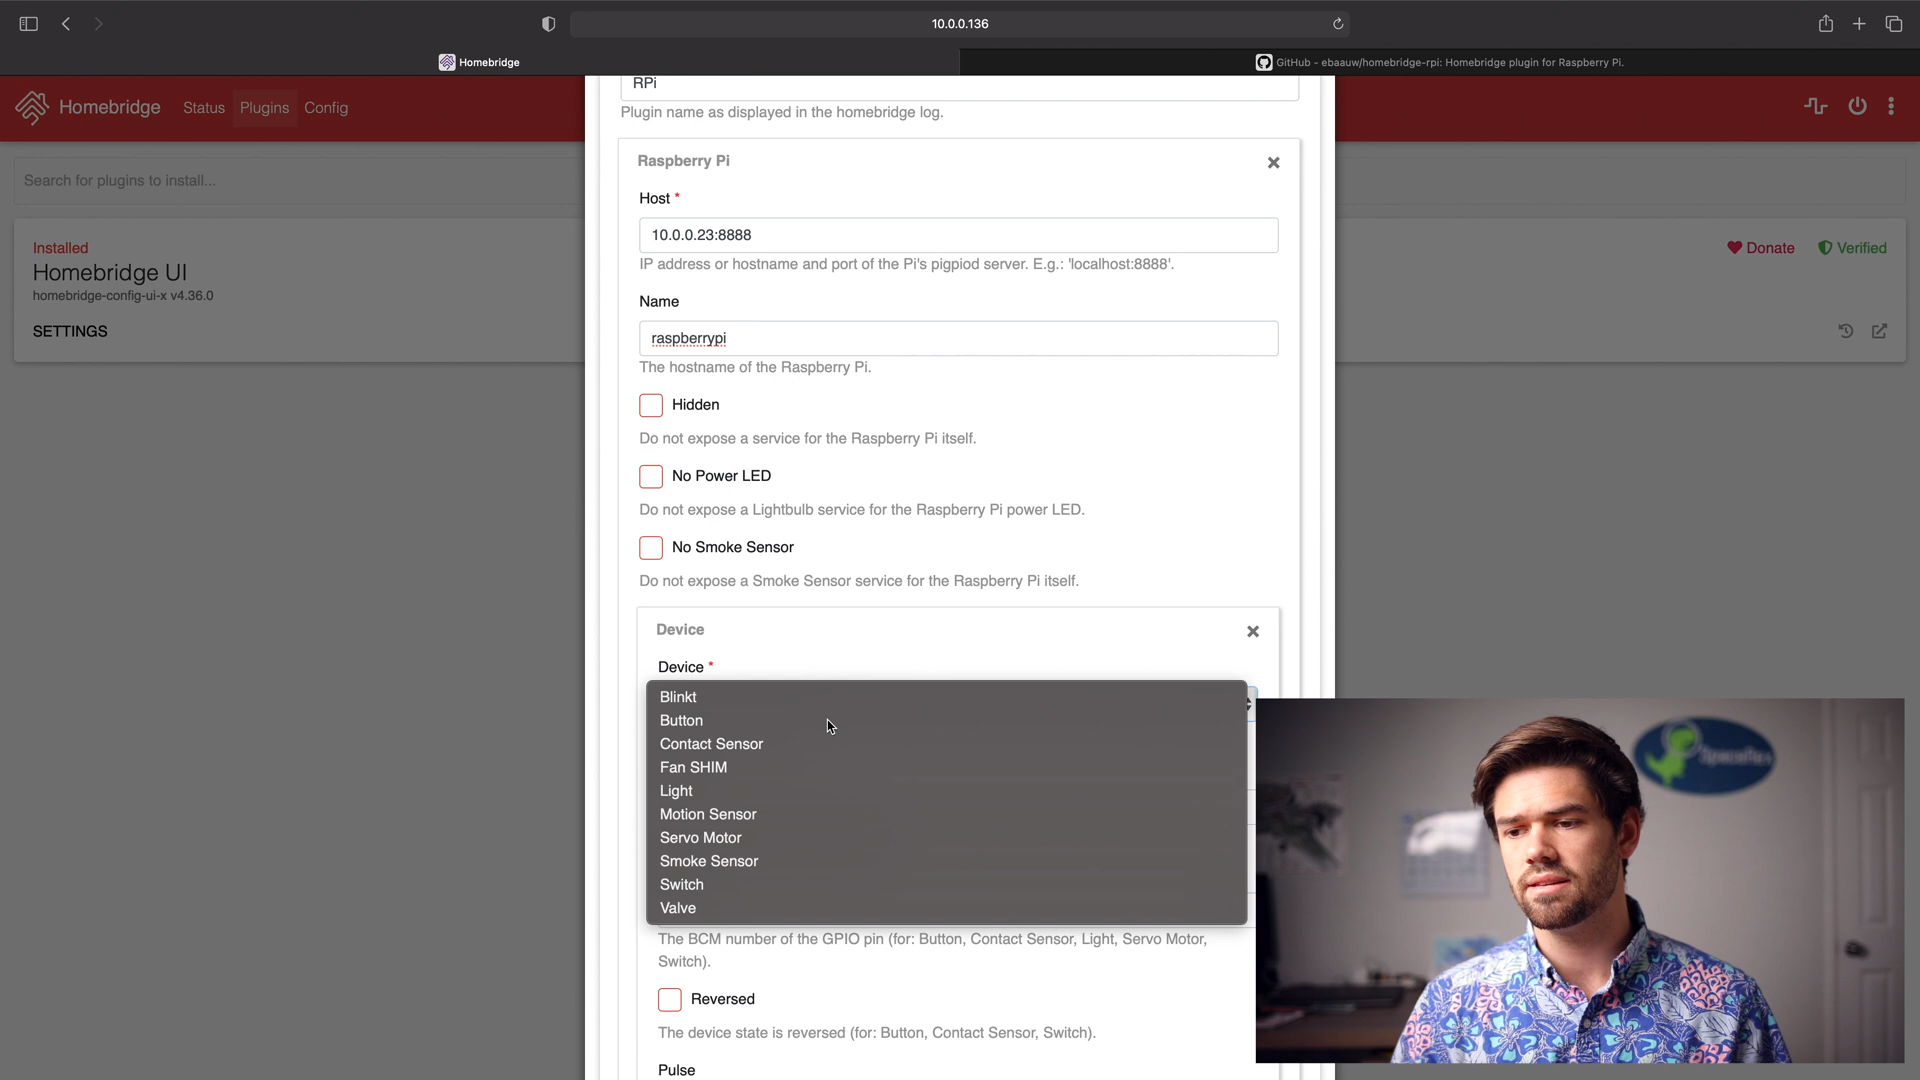 10.0.0.136
Homebridge
GitHub - ebaauw/homebridge-rpi: Homebridge plugin for Raspberry Pi.
Homebridge
Status
Plugins
Config
RPi
Plugin name as displayed in the homebridge log.
Search for plugins to install...
Raspberry Pi
Host *
10.0.0.23:8888
IP address or hostname and port of the Pi's pigpiod server. E.g.: 'localhost:8888'.
Installed
Homebridge UI
homebridge-config-ui-x v4.36.0
SETTINGS
Donate
Verified
Name
raspberrypi
The hostname of the Raspberry Pi.
Hidden
Do not expose a service for the Raspberry Pi itself.
No Power LED
Do not expose a Lightbulb service for the Raspberry Pi power LED.
No Smoke Sensor
Do not expose a Smoke Sensor service for the Raspberry Pi itself.
Device
Device *
Blinkt
Button
Contact Sensor
Fan SHIM
Light
Motion Sensor
Servo Motor
Smoke Sensor
Switch
Valve
The BCM number of the GPIO pin (for: Button, Contact Sensor, Light, Servo Motor,
Switch).
Reversed
The device state is reversed (for: Button, Contact Sensor, Switch).
Pulse
SpaceRex